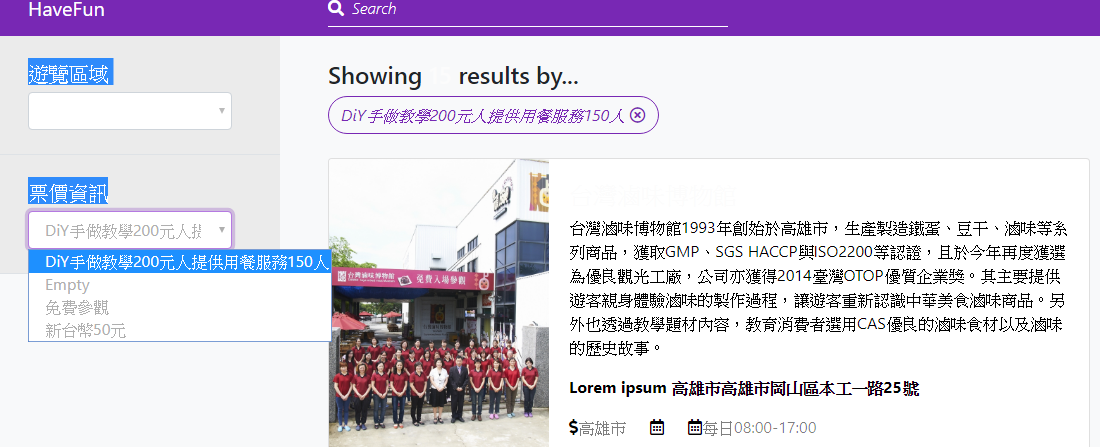 HaveFun
Search
遊覽區域
票價資訊
DiY手做教學200元人提
DiY手做教學200元人提供用餐服務150人
Empty
免費參觀
新台幣50元
Showing results by...
DiY手做教學200元人提供用餐服務150人
台灣滷味博物館
免費入場參觀
台灣滷味博物館
台灣滷味博物館1993年創始於高雄市，生產製造鐵蛋、豆干、滷味等系
列商品，獲取GMP、SGS HACCP與ISO2200等認證，且於今年再度獲選
為優良觀光工廠，公司亦獲得2014臺灣OTOP優質企業獎。其主要提供
遊客親身體驗滷味的製作過程，讓遊客重新認識中華美食滷味商品。另
外也透過教學題材內容，教育消費者選用CAS優良的滷味食材以及滷味
的歷史故事。
Lorem ipsum 高雄市高雄市岡山區本工一路25號
$高雄市 每日08:00-17:00